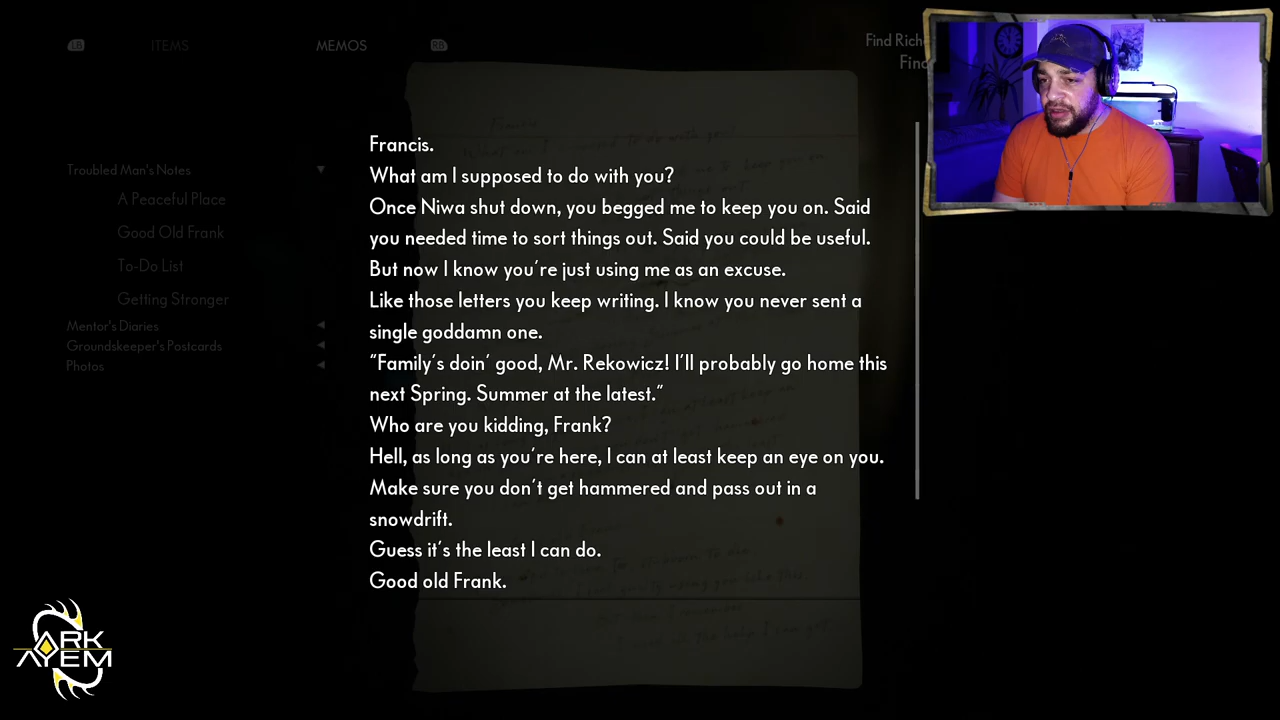 LB
ITEMS
MEMOS
RB
Find Rich
Find
Troubled Man's Notes
A Peaceful Place
Good Old Frank
To-Do List
Getting Stronger
Mentor's Diaries
Groundskeeper's Postcards
Photos
Francis.
What am I supposed to do with you?
Once Niwa shut down, you begged me to keep you on. Said
you needed time to sort things out. Said you could be useful.
But now I know you're just using me as an excuse.
Like those letters you keep writing. I know you never sent a
single goddamn one.
"Family's doin' good, Mr. Rekowicz! I'll probably go home this
next Spring. Summer at the latest."
Who are you kidding, Frank?
Hell, as long as you're here, I can at least keep an eye on you.
Make sure you don't get hammered and pass out in a
snowdrift.
Guess it's the least I can do.
Good old Frank.
ARK
AYEM